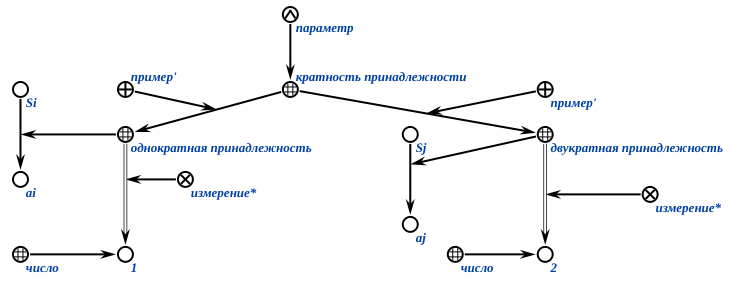 параметр
пример'
кратность принадлежности
Si
пример'
однократная принадлежность
Sj
двукратная принадлежность
ai
измерение*
измерение*
aj
число
1
число
2